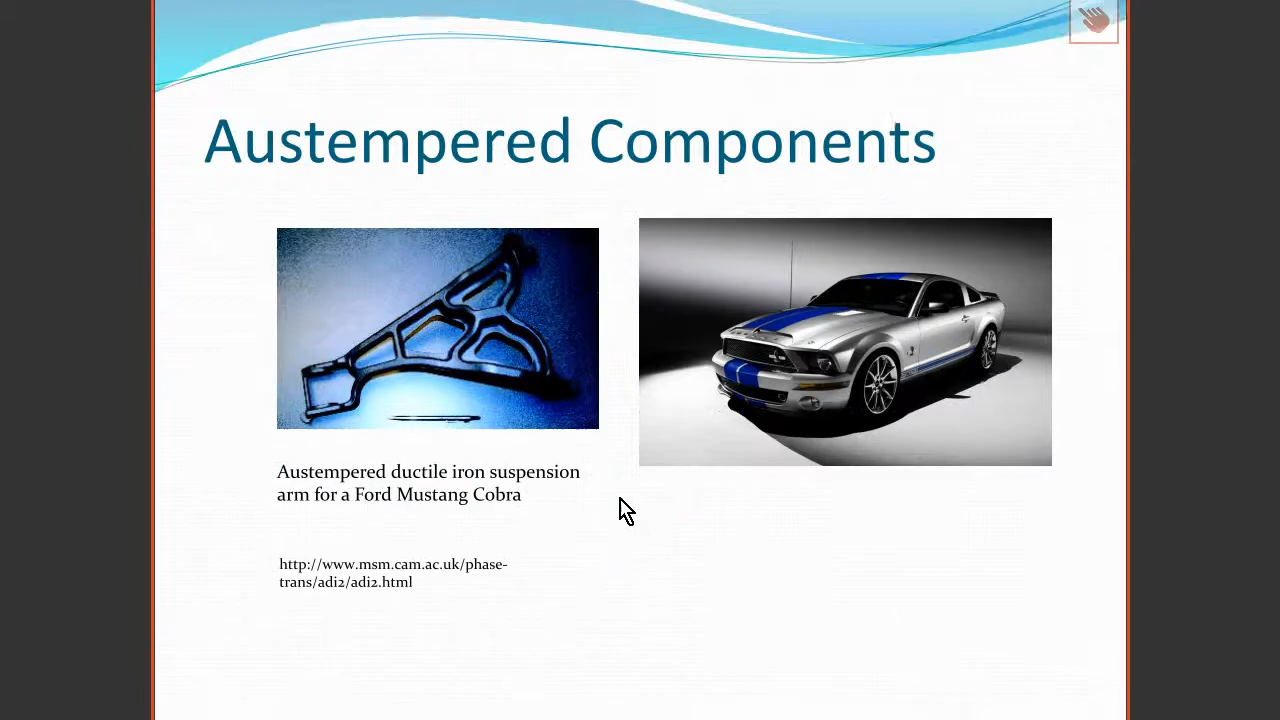 Austempered Components
Austempered ductile iron suspension
arm for a Ford Mustang Cobra
http://www.msm.cam.ac.uk/phase-
trans/adi2/adi2.html